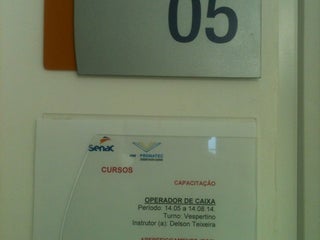 05
senac
PRONATEC
CURSOS
CAPACITAÇÃO
OPERADOR DE CAIXA
Período: 14.05 a 14.08.14.
Turno: Vespertino
Instrutor (a): Delson Teixeira